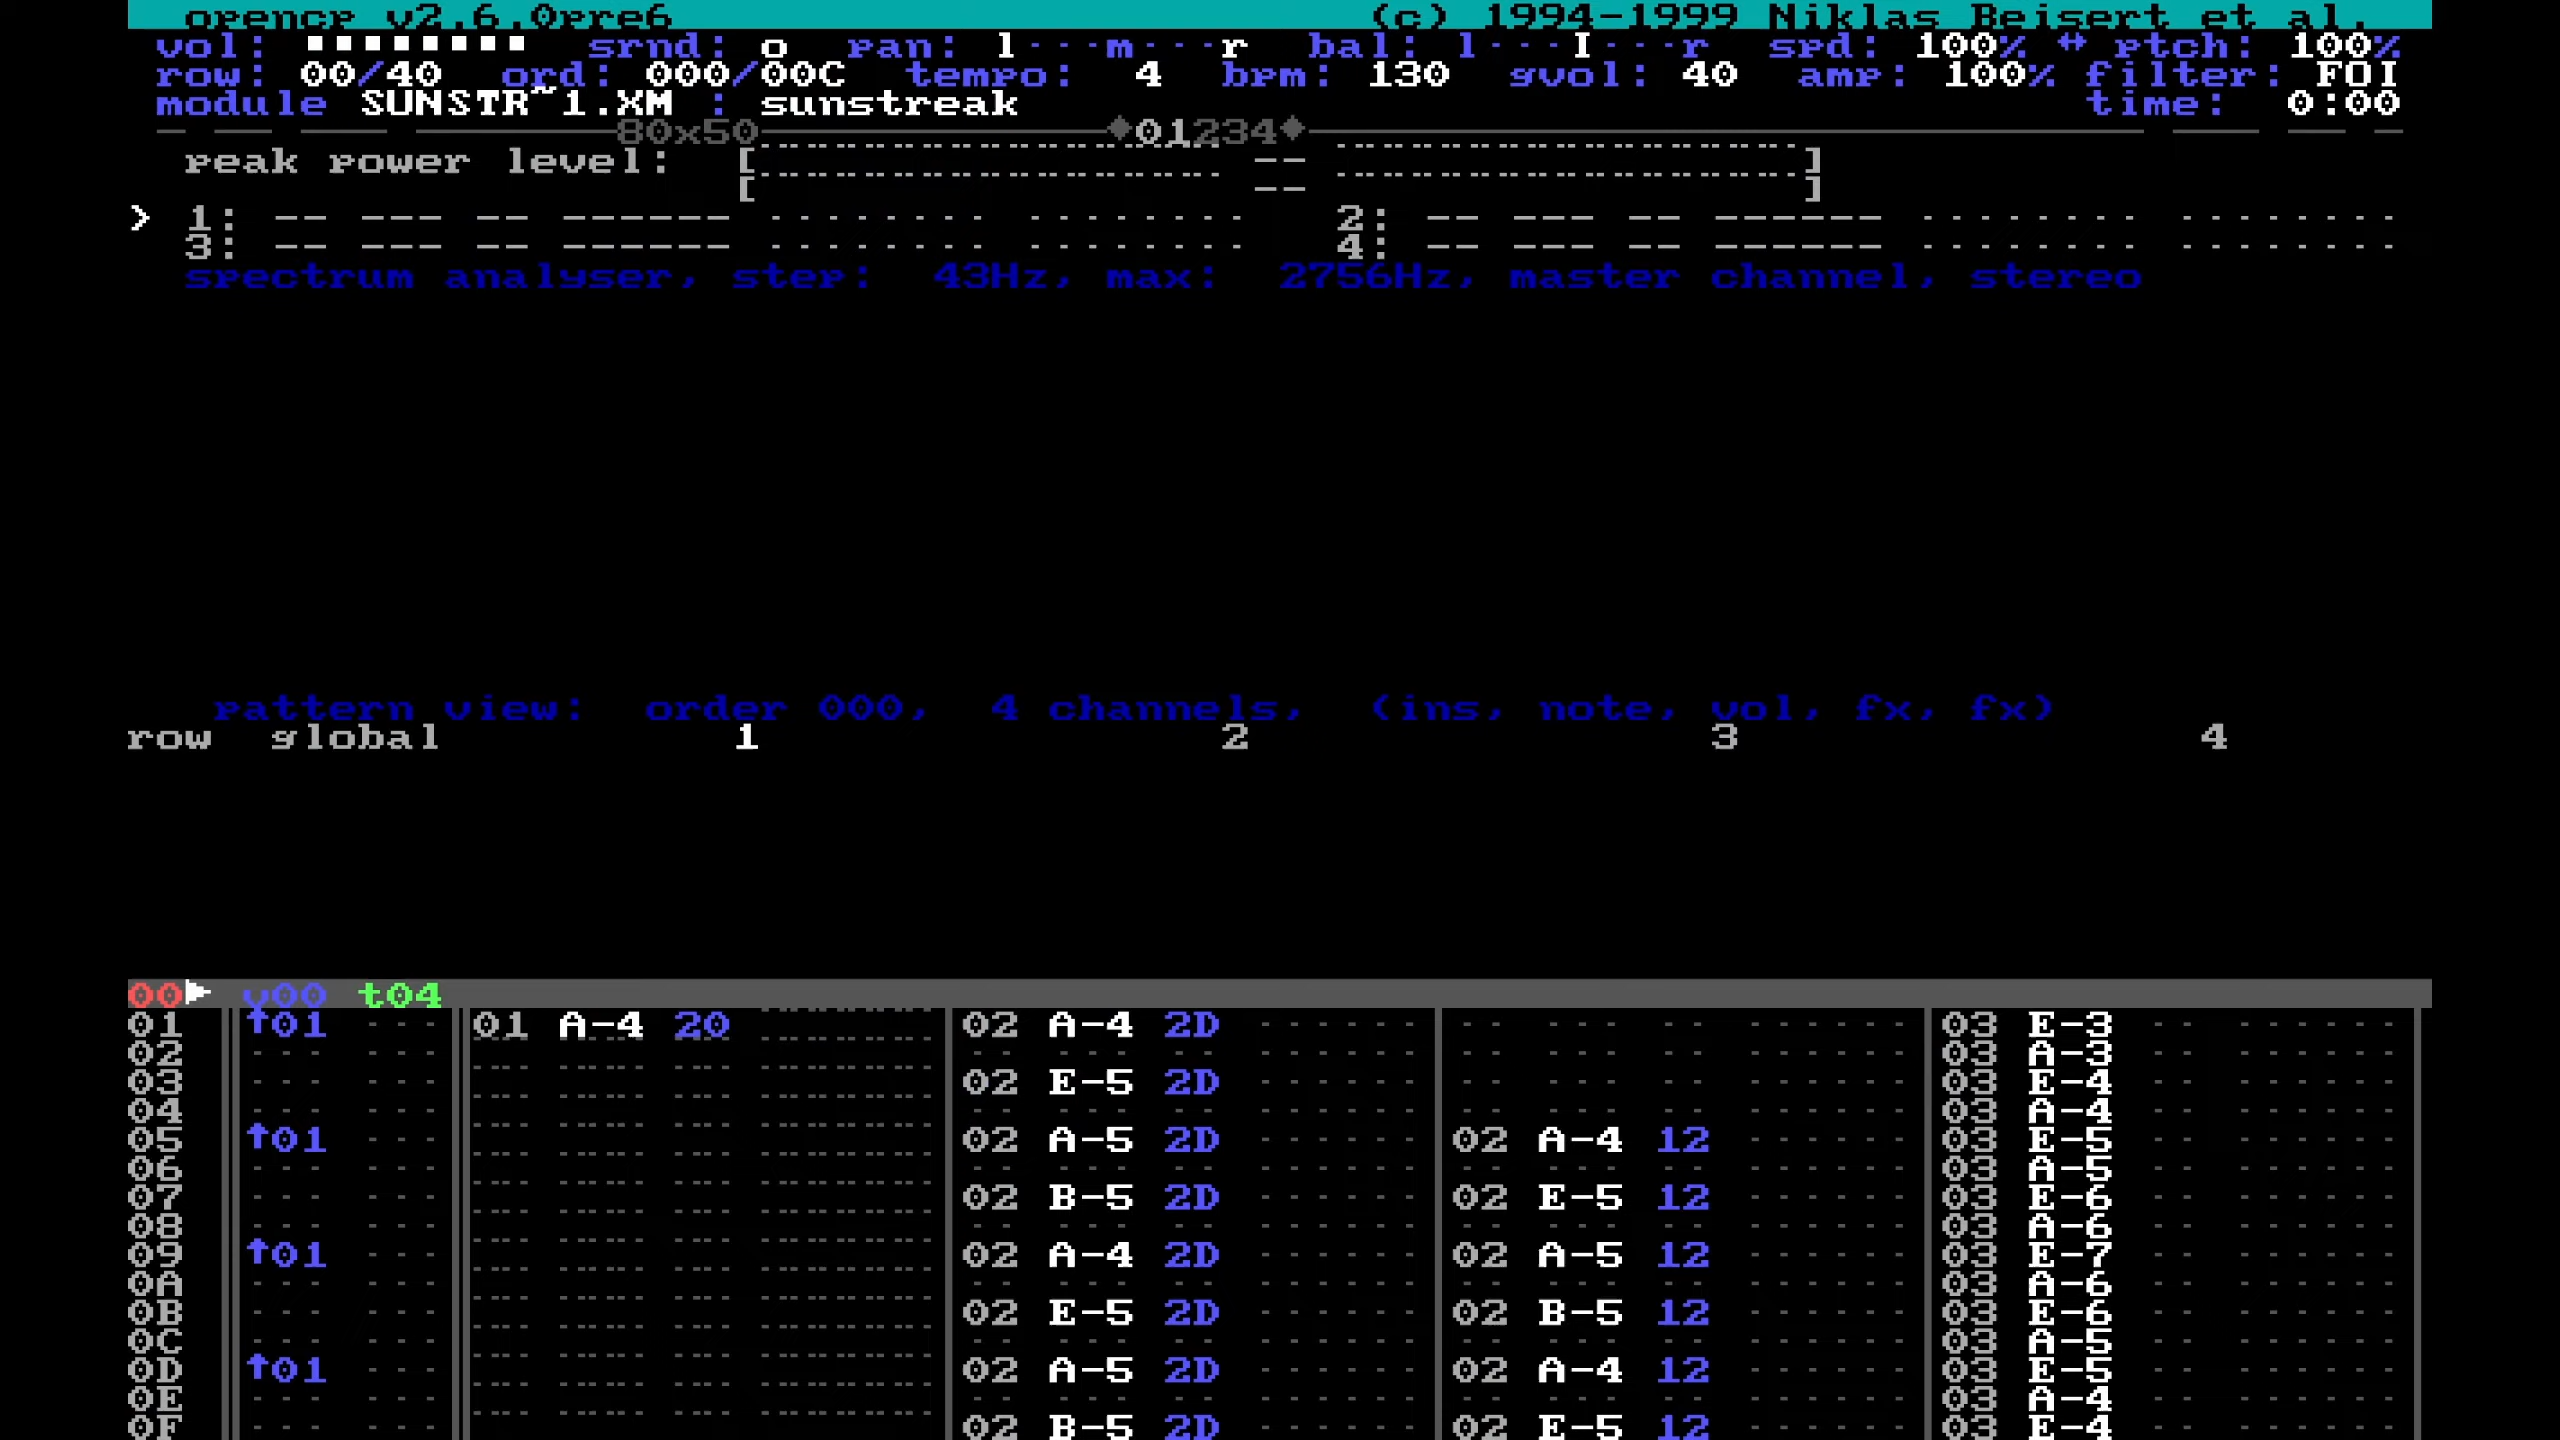 opencp v2.6.0pre6 (c) 1994-1999 Niklas Beisert et al.
vol: ▪▪▪▪▪▪▪▪ srnd: o pan: l---m---r bal: l---I---r spd: 100% ↔ ptch: 100%
row: 00/40 ord: 000/00C tempo: 4 bpm: 130 gvol: 40 amp: 100% filter: FOI
module SUNSTR~1.XM : sunstreak time: 0:00
80x50 ◆01234◆
peak power level: [ -- ]
[ -- ]
> 1: -- --- -- ------ ········ ········ 2: -- --- -- ------ ········ ········
3: -- --- -- ------ ········ ········ 4: -- --- -- ------ ········ ········
spectrum analyser, step: 43Hz, max: 2756Hz, master channel, stereo
pattern view: order 000, 4 channels, (ins, note, vol, fx, fx)
row global 1 2 3 4
00► v00 t04
01 ↑01 01 A-4 20 02 A-4 2D 03 E-3
02 03 A-3
03 02 E-5 2D 03 E-4
04 03 A-4
05 ↑01 02 A-5 2D 02 A-4 12 03 E-5
06 03 A-5
07 02 B-5 2D 02 E-5 12 03 E-6
08 03 A-6
09 ↑01 02 A-4 2D 02 A-5 12 03 E-7
0A 03 A-6
0B 02 E-5 2D 02 B-5 12 03 E-6
0C 03 A-5
0D ↑01 02 A-5 2D 02 A-4 12 03 E-5
0E 03 A-4
0F 02 B-5 2D 02 E-5 12 03 E-4